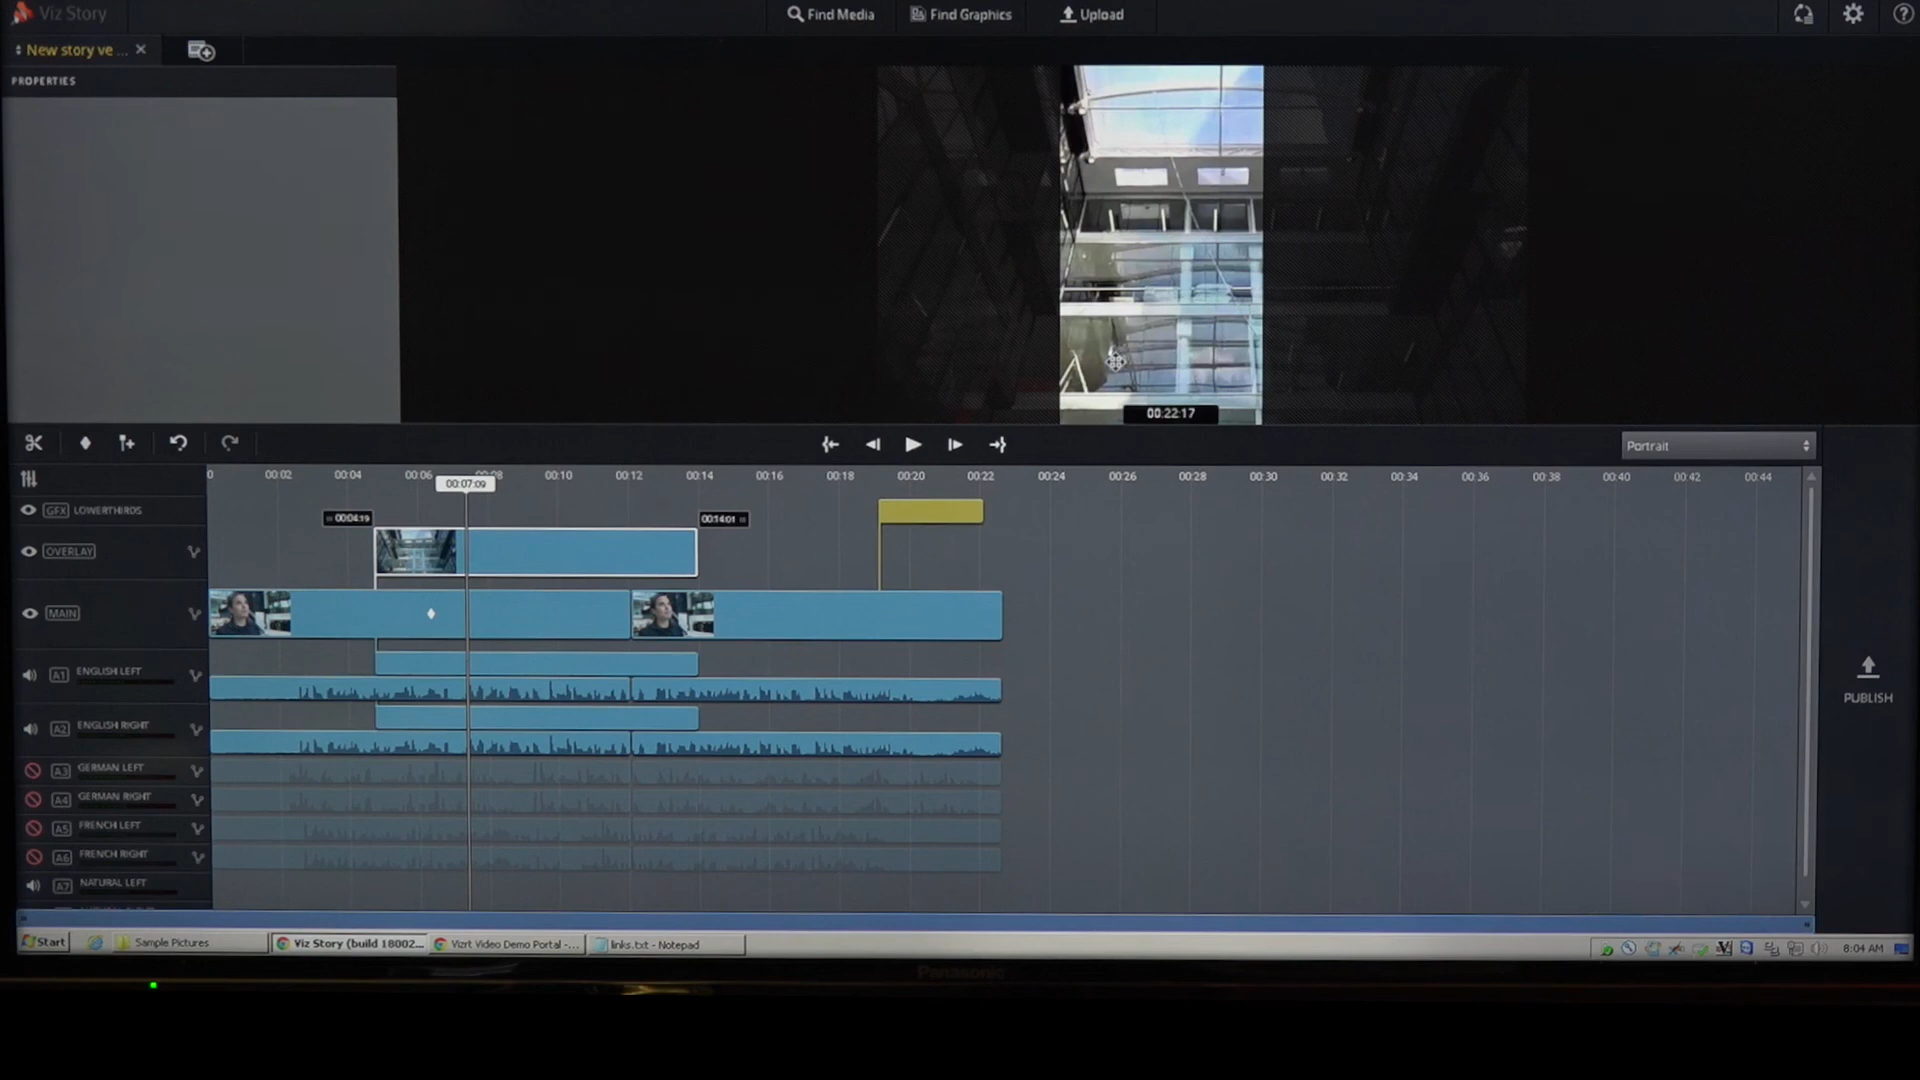 Viz Story
Find Media
Find Graphics
Upload
New story ve ...
PROPERTIES
00:22:17
Portrait
0 00:02 00:04 00:06 00:08 00:10 00:12 00:14 00:16 00:18 00:20 00:22 00:24 00:26 00:28 00:30 00:32 00:34 00:36 00:38 00:40 00:42 00:44
00:07:09
GFX LOWERTHIRDS
00:04:19
00:14:01
OVERLAY
MAIN
A1 ENGLISH LEFT
A2 ENGLISH RIGHT
A3 GERMAN LEFT
A4 GERMAN RIGHT
A5 FRENCH LEFT
A6 FRENCH RIGHT
A7 NATURAL LEFT
PUBLISH
Start
Sample Pictures
Viz Story (build 18002...
Vizrt Video Demo Portal -...
links.txt - Notepad
8:04 AM
Panasonic